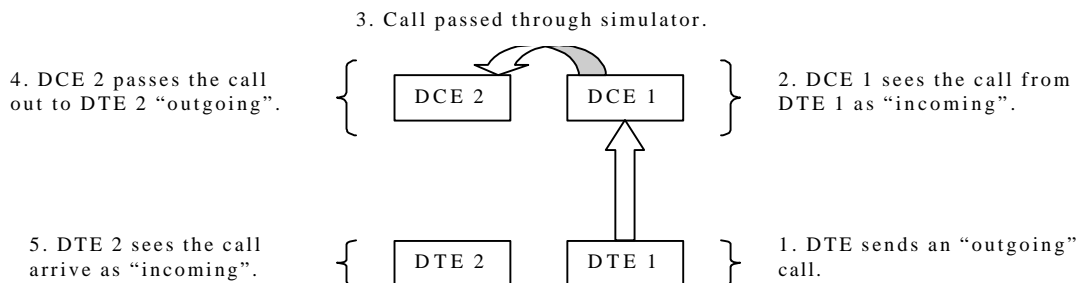 3. Call passed through simulator.
4. DCE 2 passes the call
out to DTE 2 “outgoing”.
DCE 2
DCE 1
2. DCE 1 sees the call from
DTE 1 as “incoming”.
5. DTE 2 sees the call
arrive as “incoming”.
DTE 2
DTE 1
1. DTE sends an “outgoing”
call.